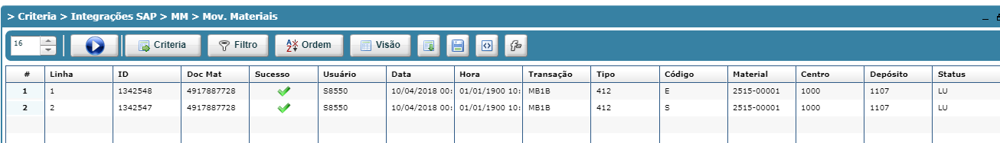 > Criteria > Integrações SAP > MM > Mov. Materiais
16 Criteria Filtro Ordem Visão
# Linha ID Doc Mat Sucesso Usuário Data Hora Transação Tipo Código Material Centro Depósito Status
1 1 1342548 4917887728 S8550 10/04/2018 00: 01/01/1900 10: MB1B 412 E 2515-00001 1000 1107 LU
2 2 1342547 4917887728 S8550 10/04/2018 00: 01/01/1900 10: MB1B 412 S 2515-00001 1000 1107 LU